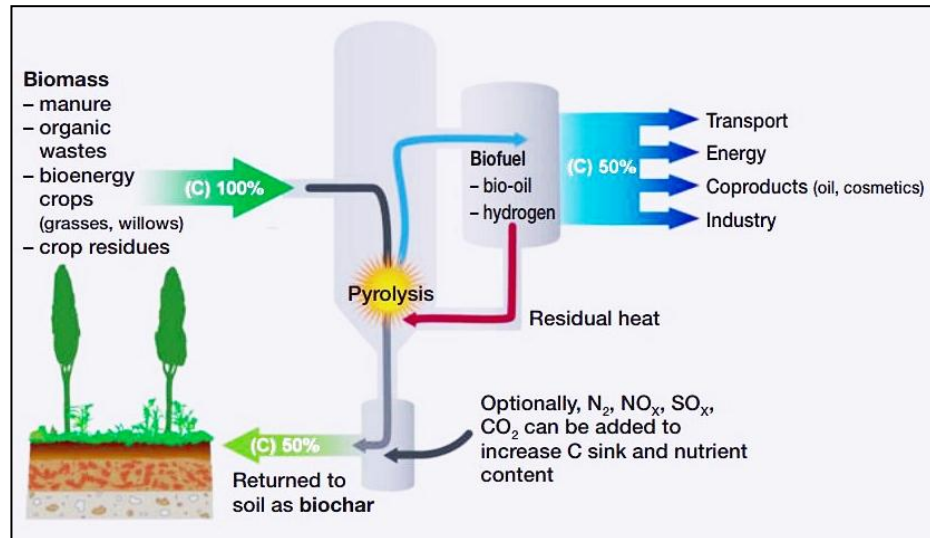 Biomass
– manure
– organic
wastes
– bioenergy
crops
(grasses, willows)
– crop residues
(C) 100%
Pyrolysis
Biofuel
– bio-oil
– hydrogen
(C) 50%
Transport
Energy
Coproducts (oil, cosmetics)
Industry
Residual heat
Optionally, N₂, NOₓ, SOₓ,
CO₂ can be added to
increase C sink and nutrient
content
(C) 50%
Returned to
soil as biochar